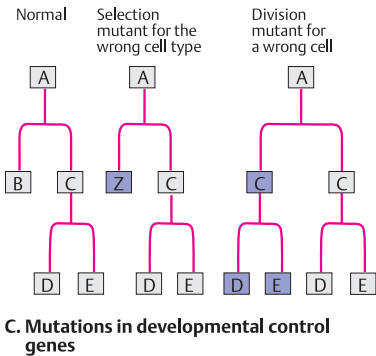 Normal
Selection
mutant for the
wrong cell type
Division
mutant for
a wrong cell
A A A
B C Z C C C
D E D E D E D E
C. Mutations in developmental control
genes